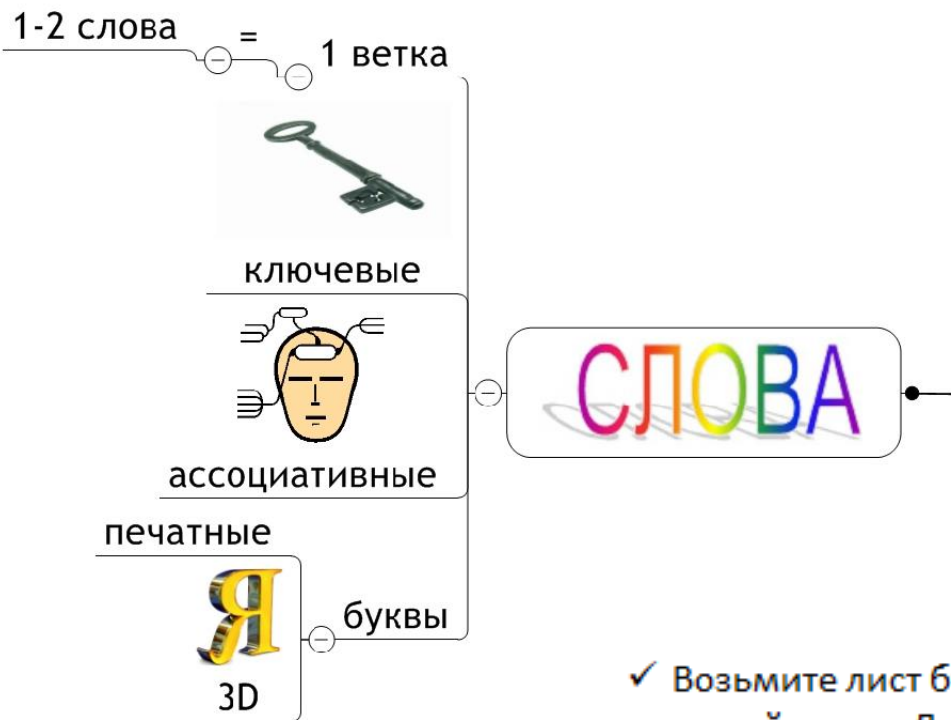 1-2 слова
=
1 ветка
ключевые
ассоциативные
печатные
Я
3D
буквы
СЛОВА
✓ Возьмите лист б